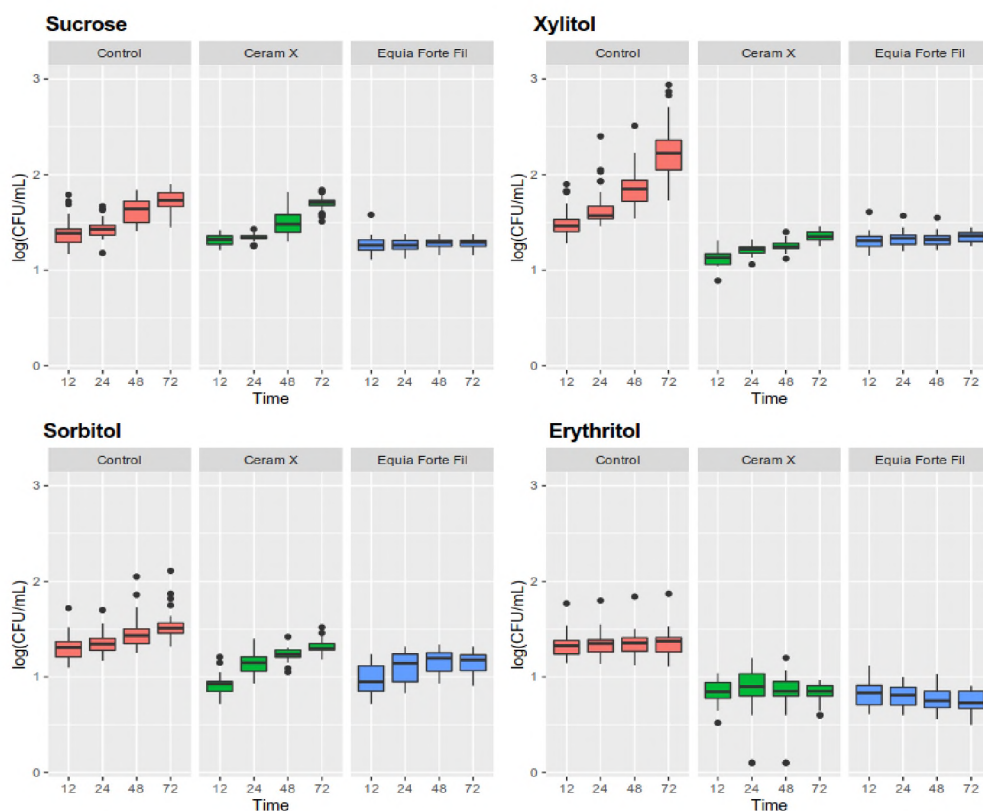 Sucrose
Control Ceram X Equia Forte Fil
log(CFU/mL)
3
2
1
0
12 24 48 72 12 24 48 72 12 24 48 72
Time
Xylitol
Control Ceram X Equia Forte Fil
log(CFU/mL)
3
2
1
0
12 24 48 72 12 24 48 72 12 24 48 72
Time
Sorbitol
Control Ceram X Equia Forte Fil
log(CFU/mL)
3
2
1
0
12 24 48 72 12 24 48 72 12 24 48 72
Time
Erythritol
Control Ceram X Equia Forte Fil
log(CFU/mL)
3
2
1
0
12 24 48 72 12 24 48 72 12 24 48 72
Time